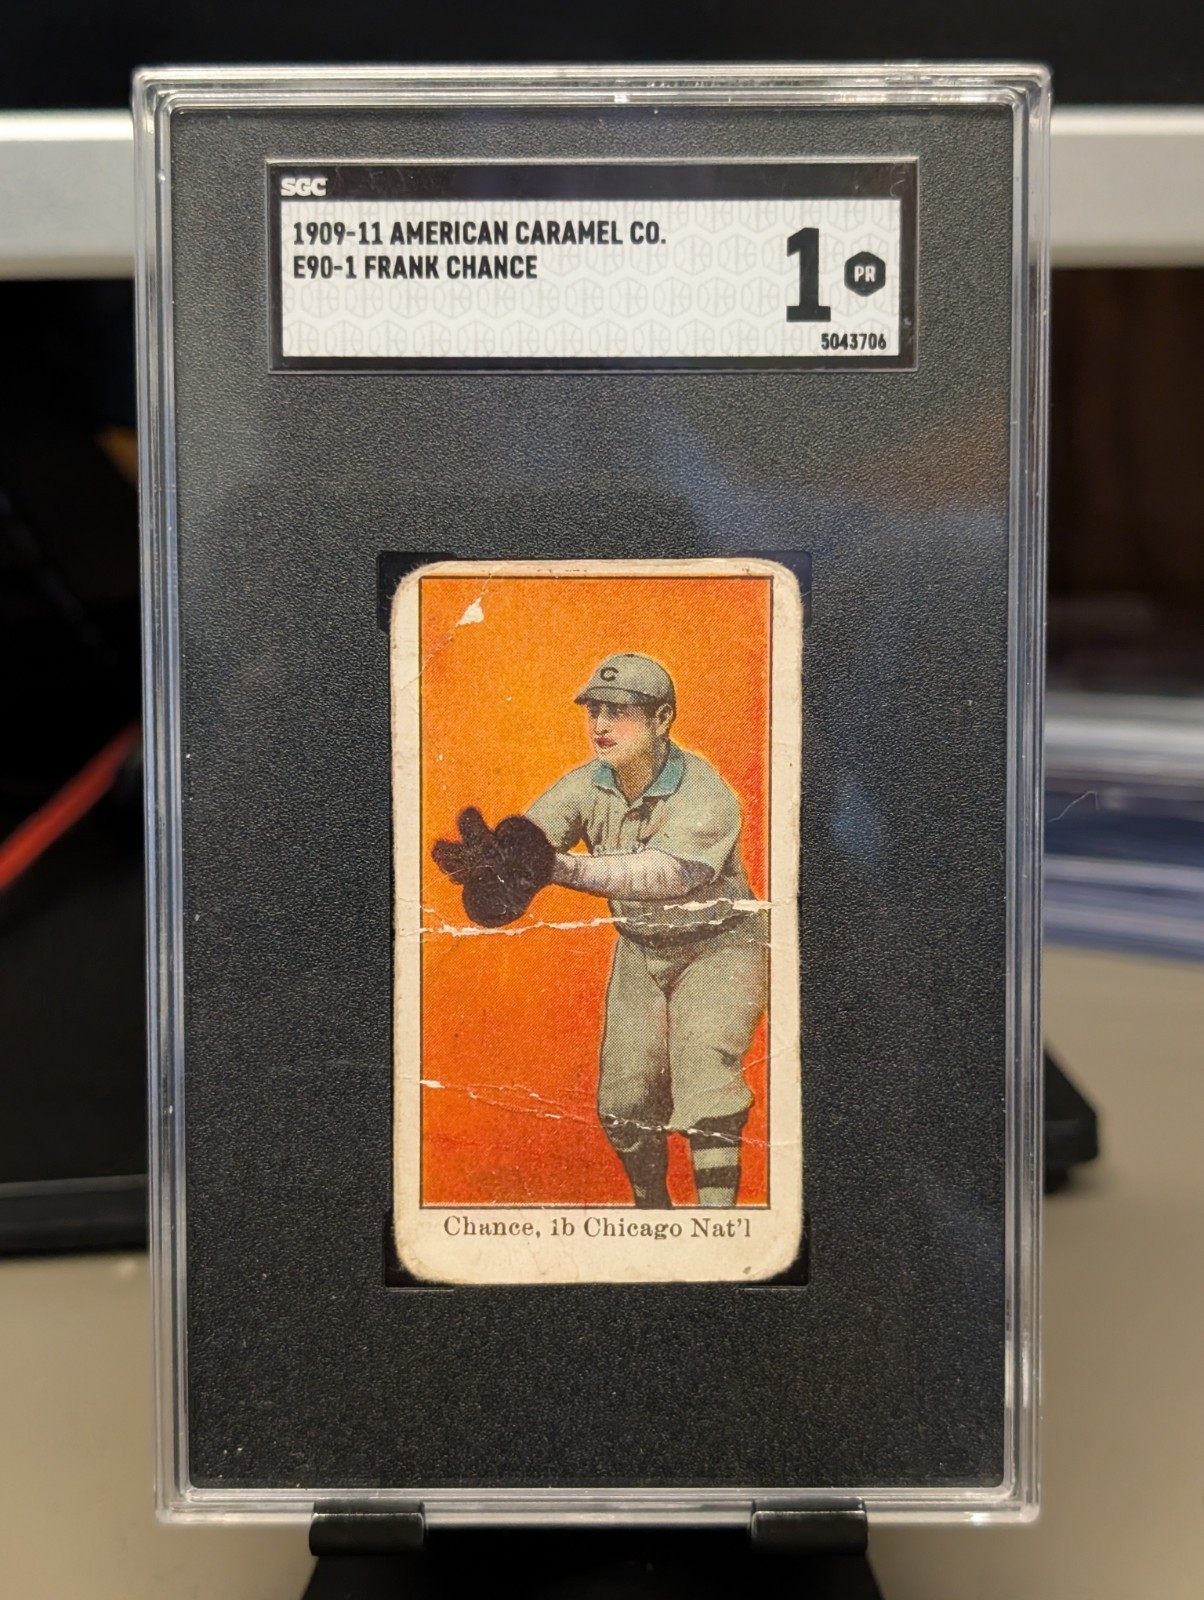 SGC
1909-11 AMERICAN CARAMEL CO.
E90-1 FRANK CHANCE
1 PR
5043706
C
Chance, 1b Chicago Nat'l